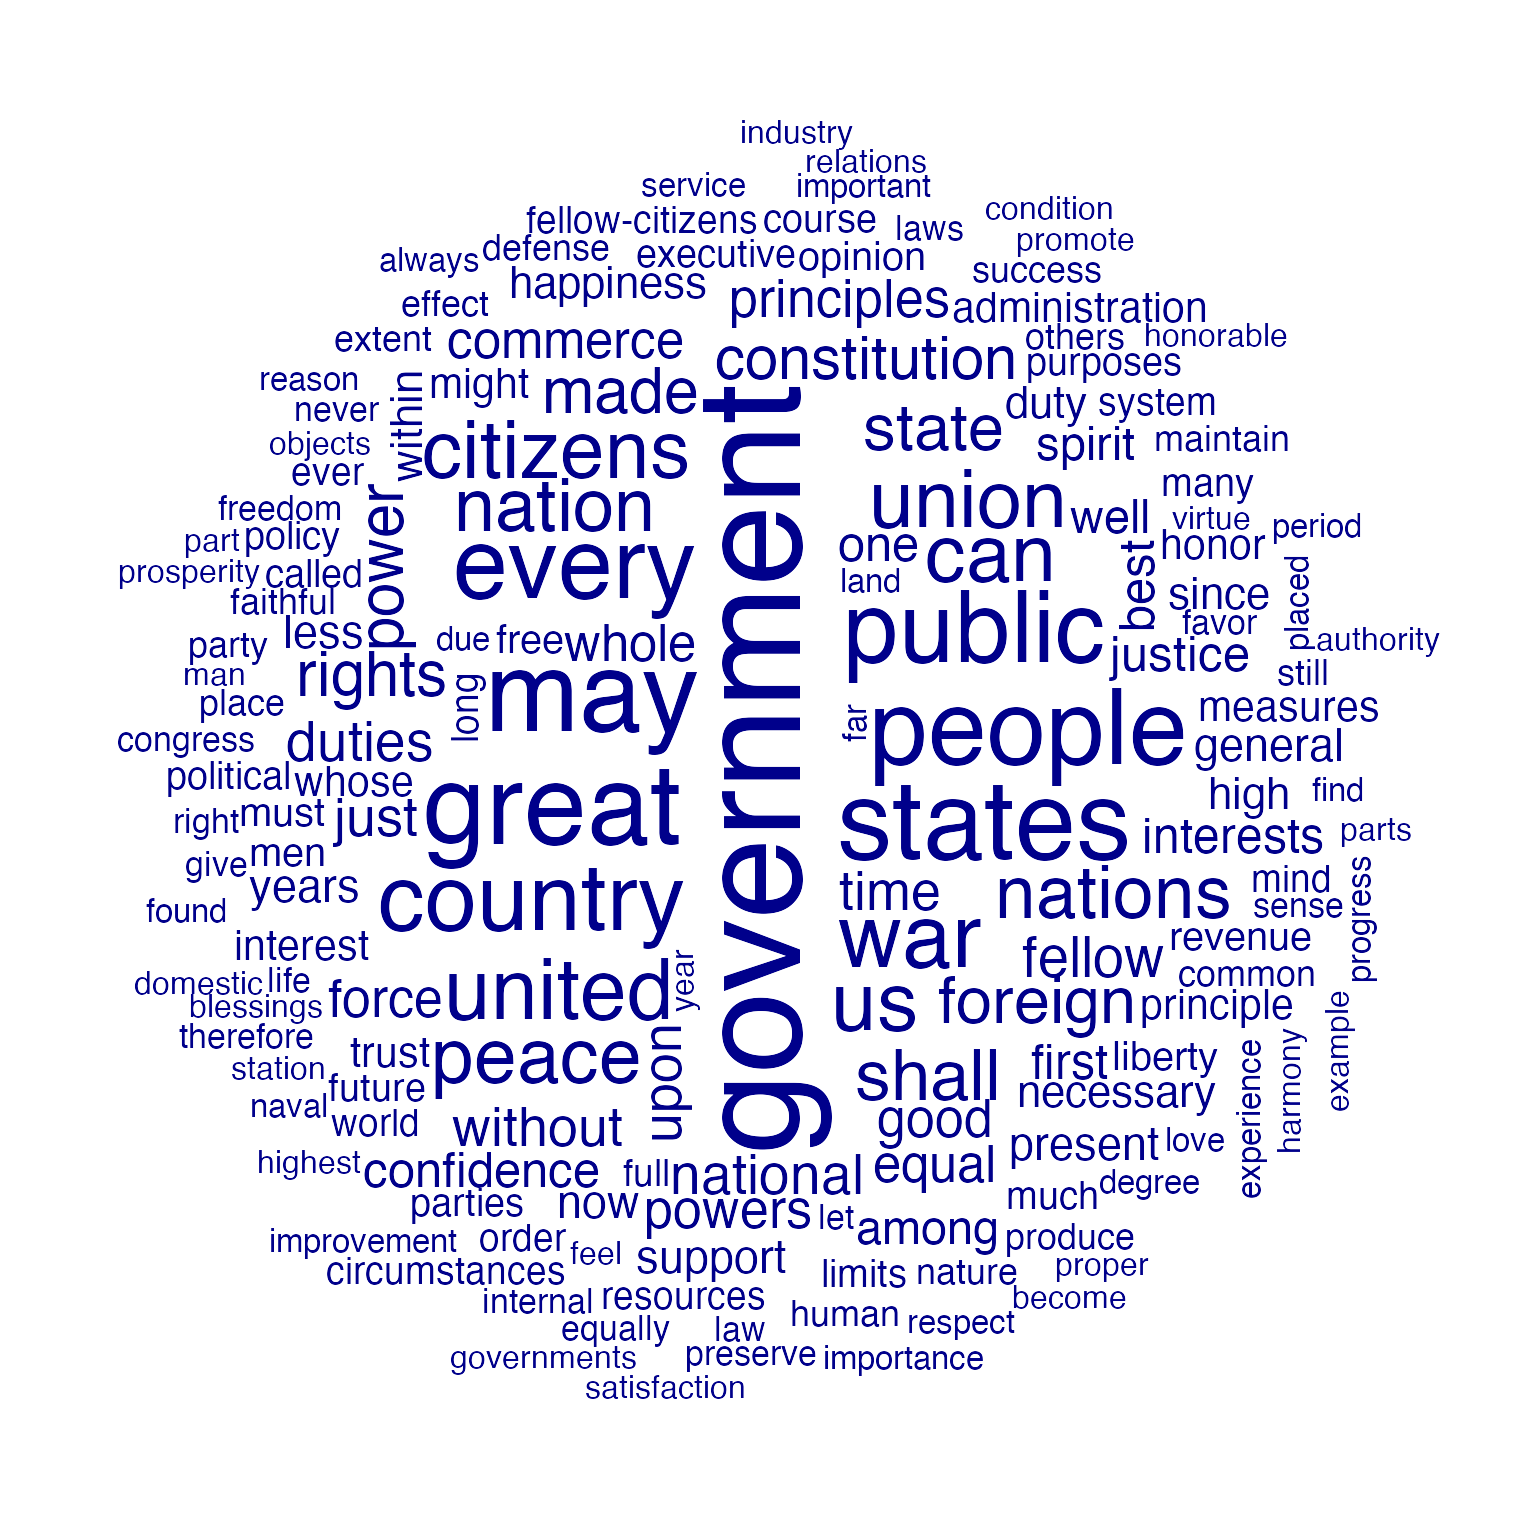 industry
relations
service
important
condition
fellow-citizens
course
laws
promote
always
defense
executive
opinion
success
happiness
effect
principles
administration
extent
commerce
others
honorable
constitution
purposes
reason
within
might
made
government
never
duty
system
objects
citizens
state
spirit
maintain
ever
power
nation
union
many
freedom
well
virtue
period
part
policy
every
one
can
best
honor
prosperity
called
land
since
placed
faithful
public
favor
less
due
free
whole
authority
party
justice
man
rights
long
may
still
place
far
people
measures
congress
duties
general
political
whose
great
high
find
right
must
just
states
interests
parts
give
men
country
time
nations
mind
progress
years
sense
found
war
interest
fellow
revenue
year
common
domestic
life
united
blessings
force
us
foreign
principle
example
therefore
upon
trust
peace
shall
first
liberty
experience
harmony
station
future
necessary
naval
world
without
good
present
love
highest
confidence
full
national
equal
much
degree
parties
now
powers
let
among
improvement
order
feel
support
produce
circumstances
limits
nature
proper
internal
resources
become
equally
law
human
respect
governments
preserve
importance
satisfaction